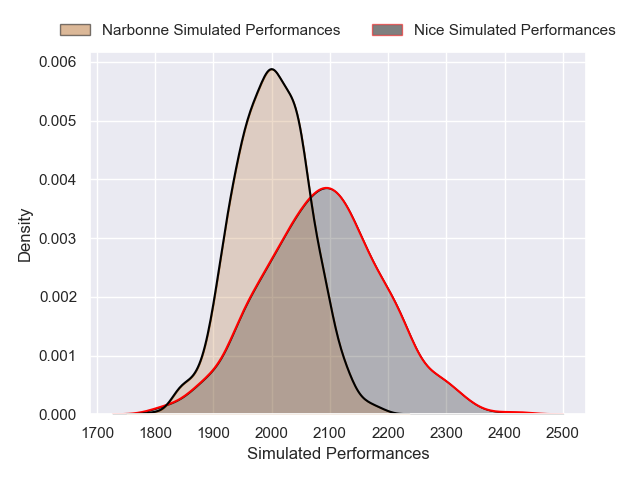 Narbonne Simulated Performances Nice Simulated Performances
0.006
0.005
0.004
0.003
0.002
0.001
0.000
Density
1700 1800 1900 2000 2100 2200 2300 2400 2500
Simulated Performances